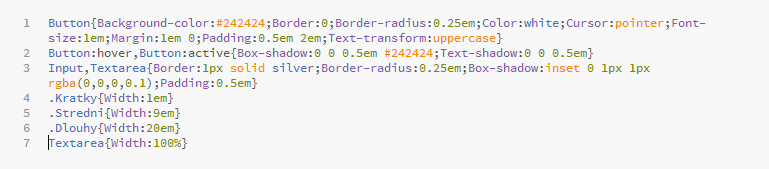 1 Button{Background-color:#242424;Border:0;Border-radius:0.25em;Color:white;Cursor:pointer;Font-
size:1em;Margin:1em 0;Padding:0.5em 2em;Text-transform:uppercase}
2 Button:hover,Button:active{Box-shadow:0 0 0.5em #242424;Text-shadow:0 0 0.5em}
3 Input,Textarea{Border:1px solid silver;Border-radius:0.25em;Box-shadow:inset 0 1px 1px
rgba(0,0,0,0.1);Padding:0.5em}
4 .Kratky{Width:1em}
5 .Stredni{Width:9em}
6 .Dlouhy{Width:20em}
7 Textarea{Width:100%}